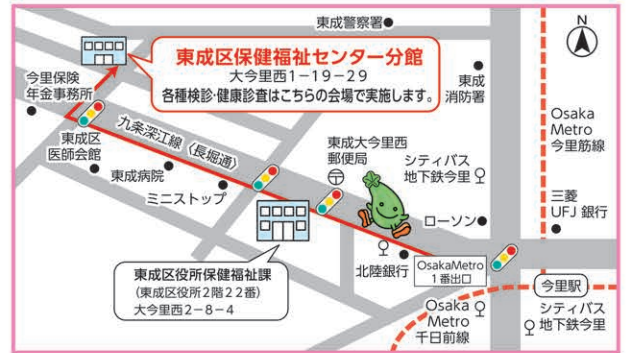 東成警察署
N
東成区保健福祉センター分館
大今里西1−19−29
各種検診・健康診査はこちらの会場で実施します。
今里保険
年金事務所
東成
消防署
Osaka
Metro
今里筋線
東成区
医師会館
九条深江線〈長堀通〉
東成大今里西
郵便局
〒
シティバス
地下鉄今里
東成病院
ミニストップ
三菱
UFJ 銀行
ローソン
北陸銀行
OsakaMetro
1番出口
東成区役所保健福祉課
(東成区役所2階22番)
大今里西2−8−4
今里駅
Osaka
Metro
千日前線
シティバス
地下鉄今里